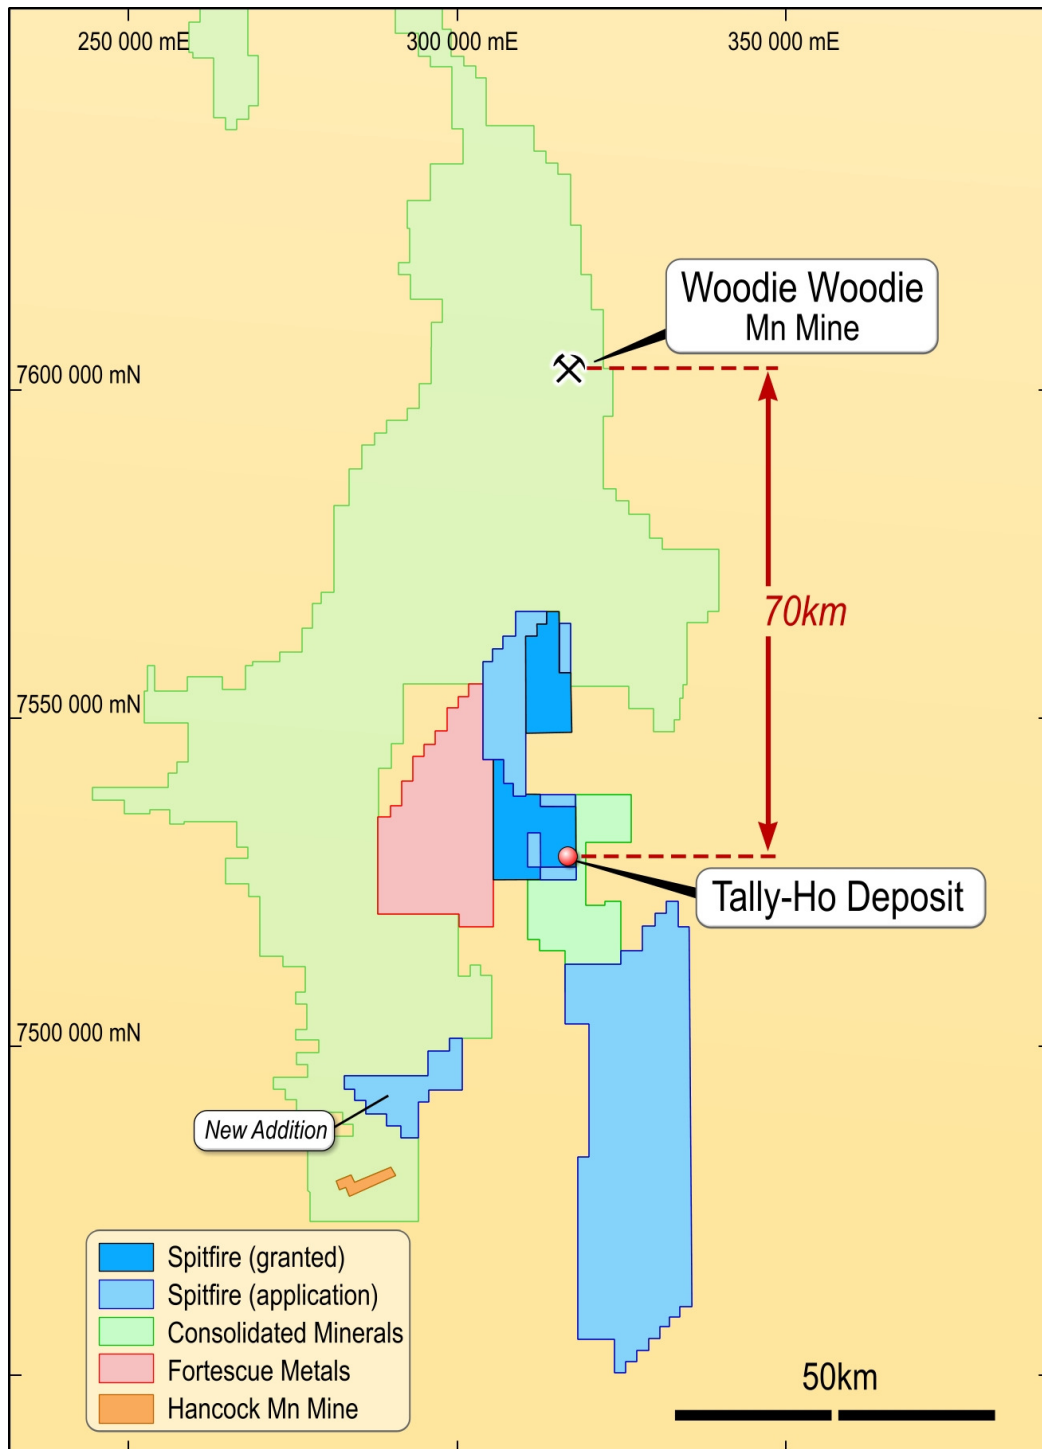 250 000 mE
300 000 mE
350 000 mE
Woodie Woodie
Mn Mine
7600 000 mN
70km
7550 000 mN
Tally-Ho Deposit
7500 000 mN
New Addition
Spitfire (granted)
Spitfire (application)
Consolidated Minerals
Fortescue Metals
Hancock Mn Mine
50km